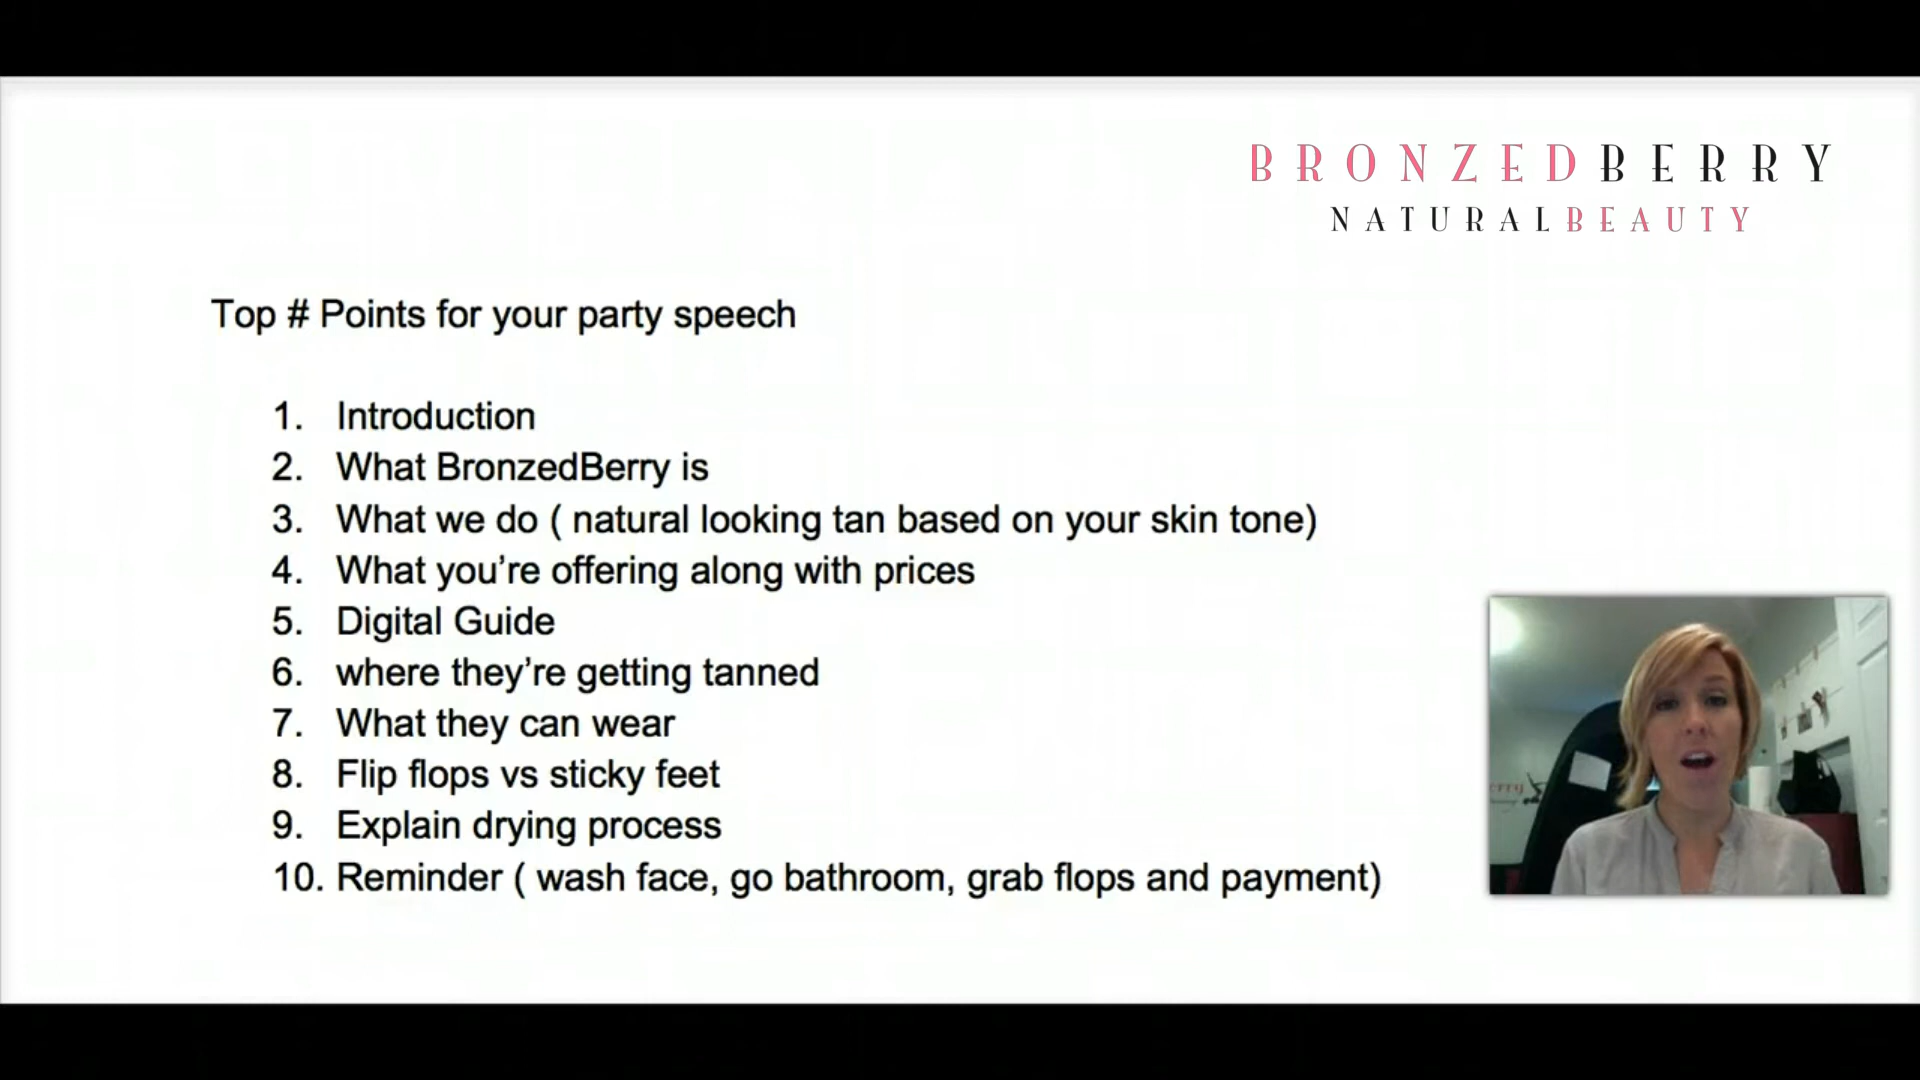 BRONZEDBERRY
NATURALBEAUTY
Top # Points for your party speech
1. Introduction
2. What BronzedBerry is
3. What we do ( natural looking tan based on your skin tone)
4. What you’re offering along with prices
5. Digital Guide
6. where they’re getting tanned
7. What they can wear
8. Flip flops vs sticky feet
9. Explain drying process
10. Reminder ( wash face, go bathroom, grab flops and payment)